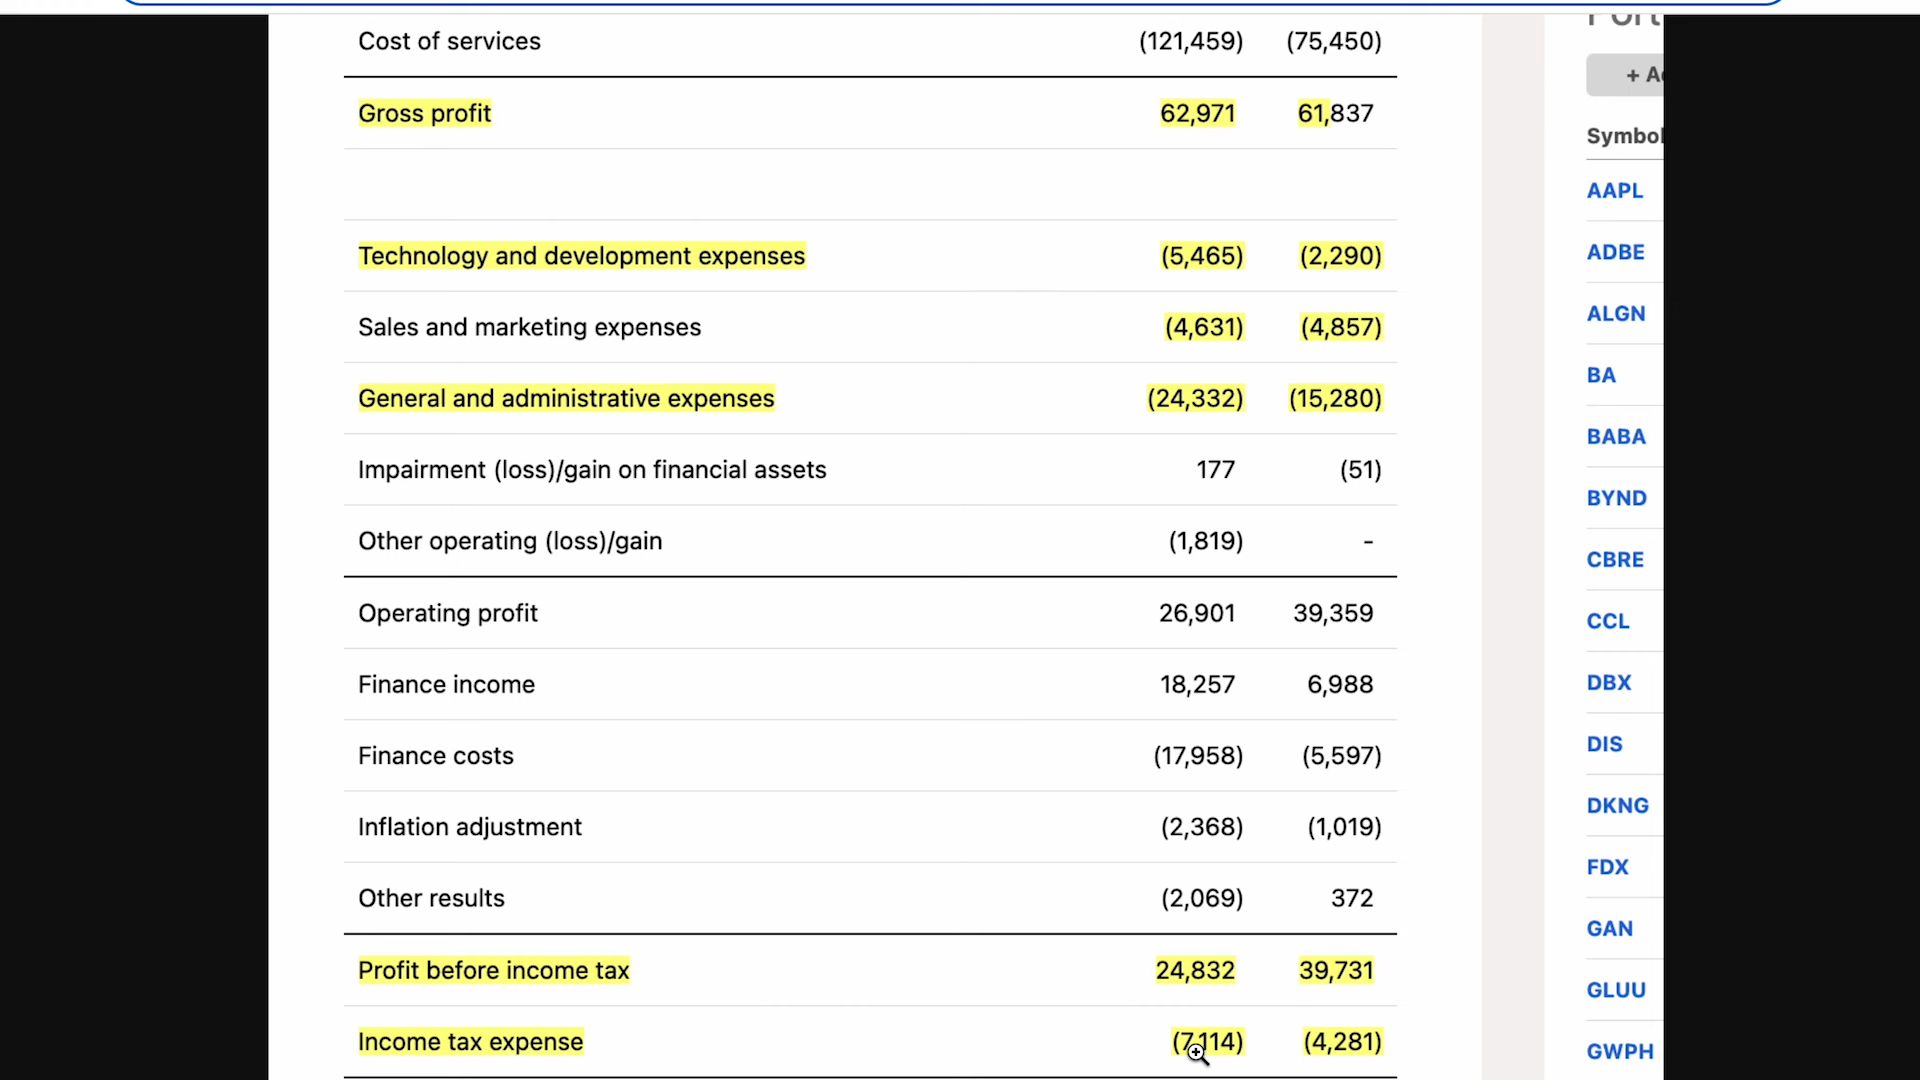 Cost of services (121,459) (75,450)
Gross profit 62,971 61,837
Technology and development expenses (5,465) (2,290)
Sales and marketing expenses (4,631) (4,857)
General and administrative expenses (24,332) (15,280)
Impairment (loss)/gain on financial assets 177 (51)
Other operating (loss)/gain (1,819) -
Operating profit 26,901 39,359
Finance income 18,257 6,988
Finance costs (17,958) (5,597)
Inflation adjustment (2,368) (1,019)
Other results (2,069) 372
Profit before income tax 24,832 39,731
Income tax expense (7,114) (4,281)
Symbol
AAPL
ADBE
ALGN
BA
BABA
BYND
CBRE
CCL
DBX
DIS
DKNG
FDX
GAN
GLUU
GWPH